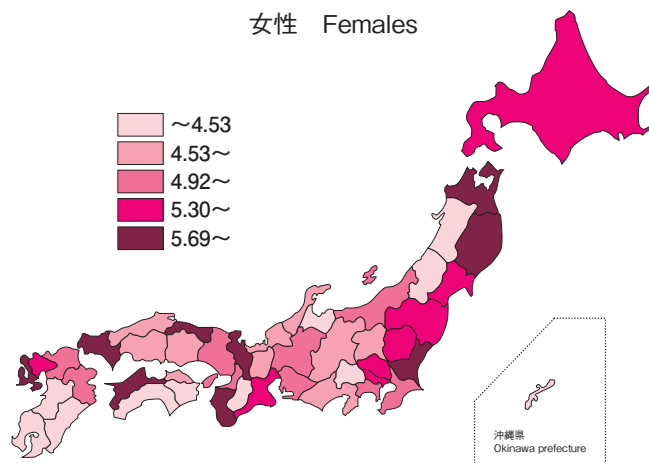 女性 Females
～4.53
4.53～
4.92～
5.30～
5.69～
沖縄県
Okinawa prefecture